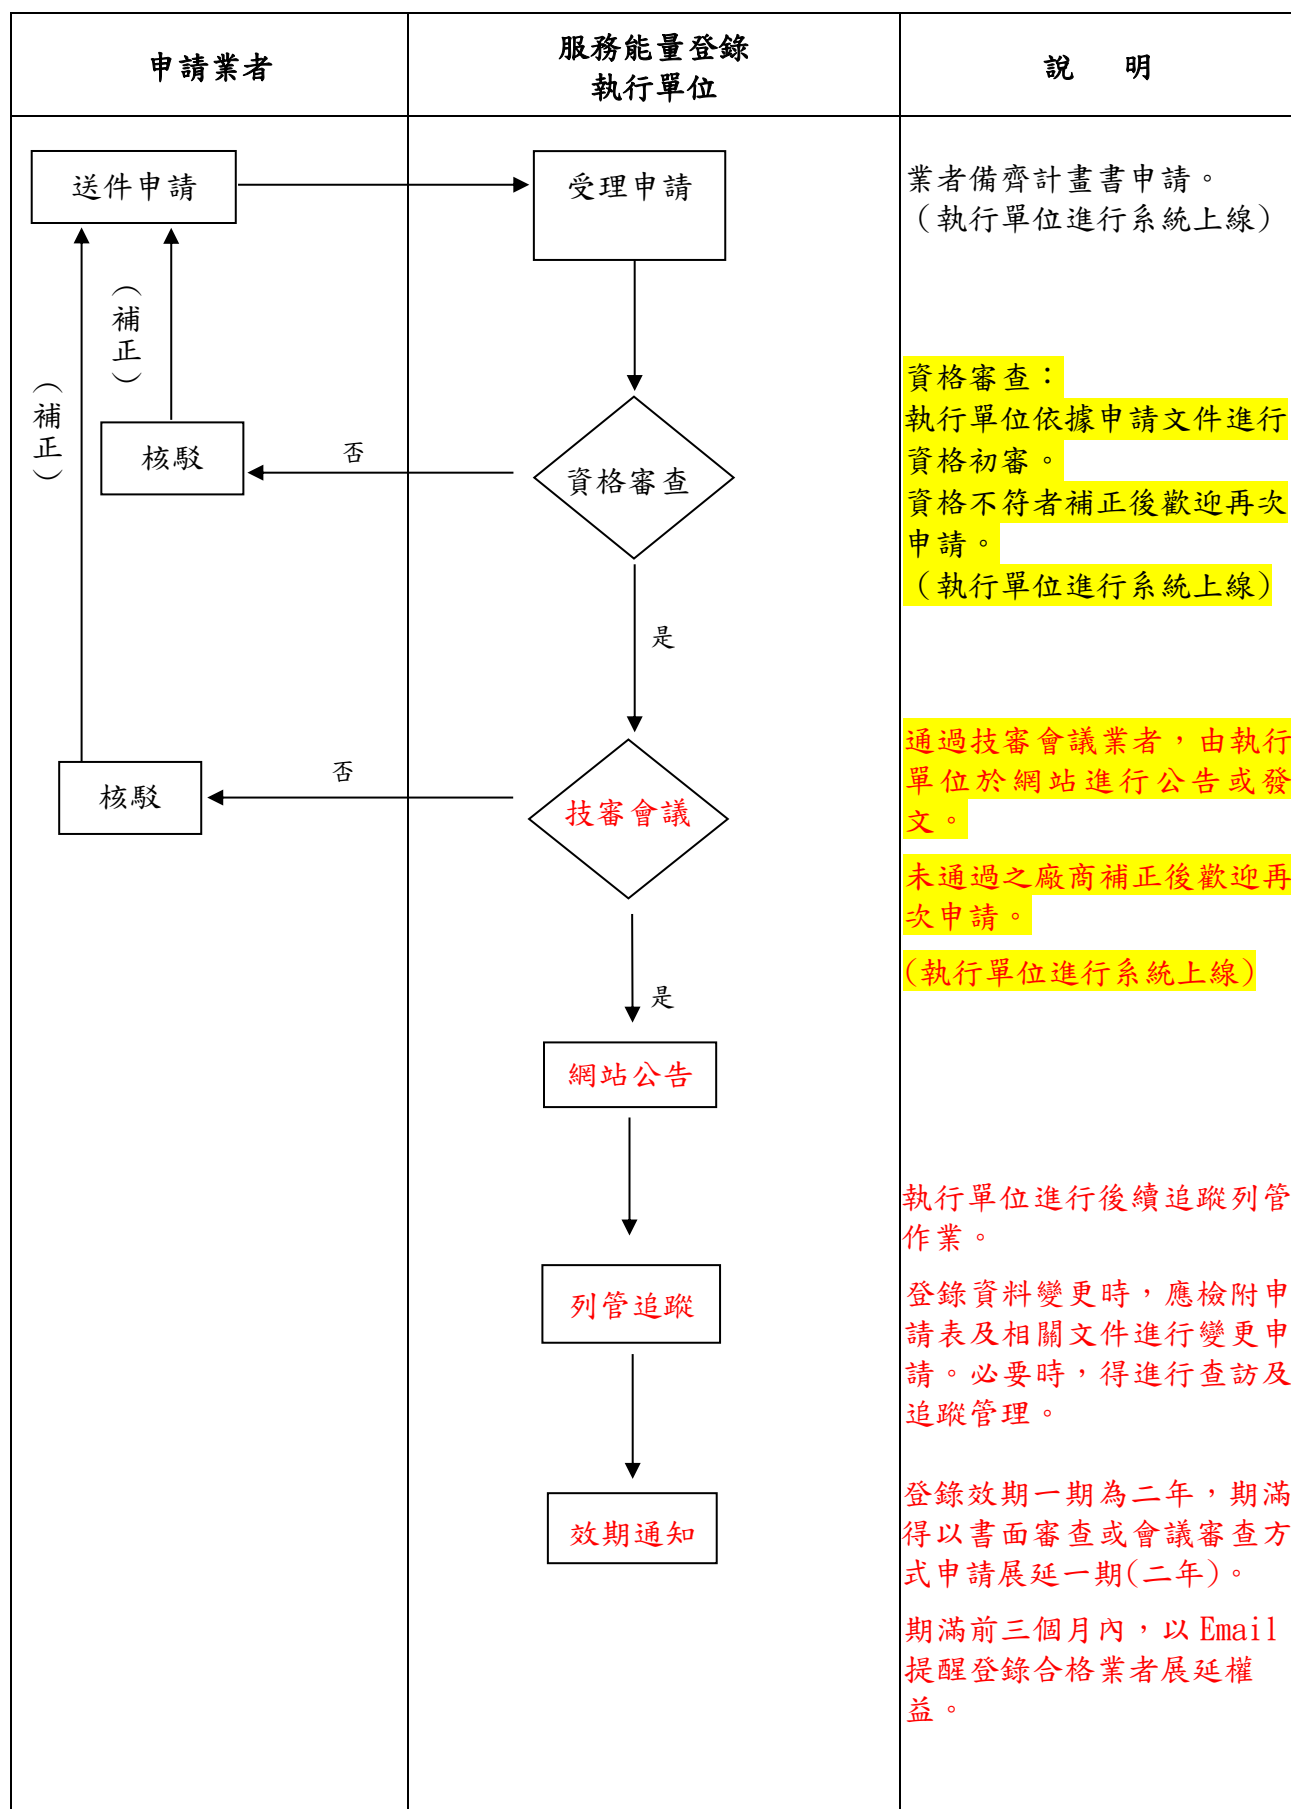 申請業者
服務能量登錄
執行單位
說　明
送件申請
受理申請
業者備齊計畫書申請。
（執行單位進行系統上線）
（補正）
（補正）
核駁
否
資格審查
資格審查：
執行單位依據申請文件進行
資格初審。
資格不符者補正後歡迎再次
申請。
（執行單位進行系統上線）
是
核駁
否
技審會議
通過技審會議業者，由執行
單位於網站進行公告或發
文。
未通過之廠商補正後歡迎再
次申請。
(執行單位進行系統上線)
是
網站公告
執行單位進行後續追蹤列管
作業。
列管追蹤
登錄資料變更時，應檢附申
請表及相關文件進行變更申
請。必要時，得進行查訪及
追蹤管理。
效期通知
登錄效期一期為二年，期滿
得以書面審查或會議審查方
式申請展延一期(二年)。
期滿前三個月內，以 Email
提醒登錄合格業者展延權
益。